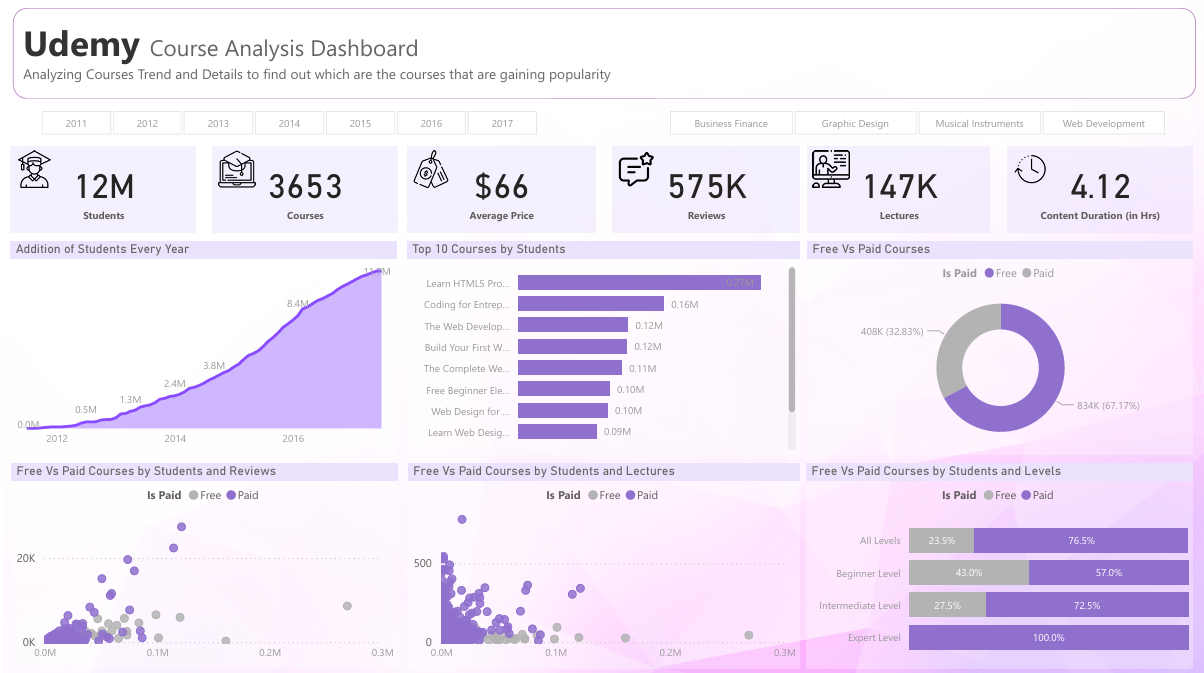 Udemy Course Analysis Dashboard
Analyzing Courses Trend and Details to find out which are the courses that are gaining popularity
2011 2012 2013 2014 2015 2016 2017
Business Finance Graphic Design Musical Instruments Web Development
12M
Students
3653
Courses
$66
Average Price
575K
Reviews
147K
Lectures
4.12
Content Duration (in Hrs)
Addition of Students Every Year
0.0M
0.5M
1.3M
2.4M
3.8M
8.4M
2012 2014 2016
Top 10 Courses by Students
Learn HTML5 Pro... 0.27M
Coding for Entrep... 0.16M
The Web Develop... 0.12M
Build Your First W... 0.12M
The Complete We... 0.11M
Free Beginner Ele... 0.10M
Web Design for ... 0.10M
Learn Web Desig... 0.09M
Free Vs Paid Courses
Is Paid Free Paid
408K (32.83%)
834K (67.17%)
Free Vs Paid Courses by Students and Reviews
Is Paid Free Paid
20K
0K
0.0M 0.1M 0.2M 0.3M
Free Vs Paid Courses by Students and Lectures
Is Paid Free Paid
500
0
0.0M 0.1M 0.2M 0.3M
Free Vs Paid Courses by Students and Levels
Is Paid Free Paid
All Levels 23.5% 76.5%
Beginner Level 43.0% 57.0%
Intermediate Level 27.5% 72.5%
Expert Level 100.0%